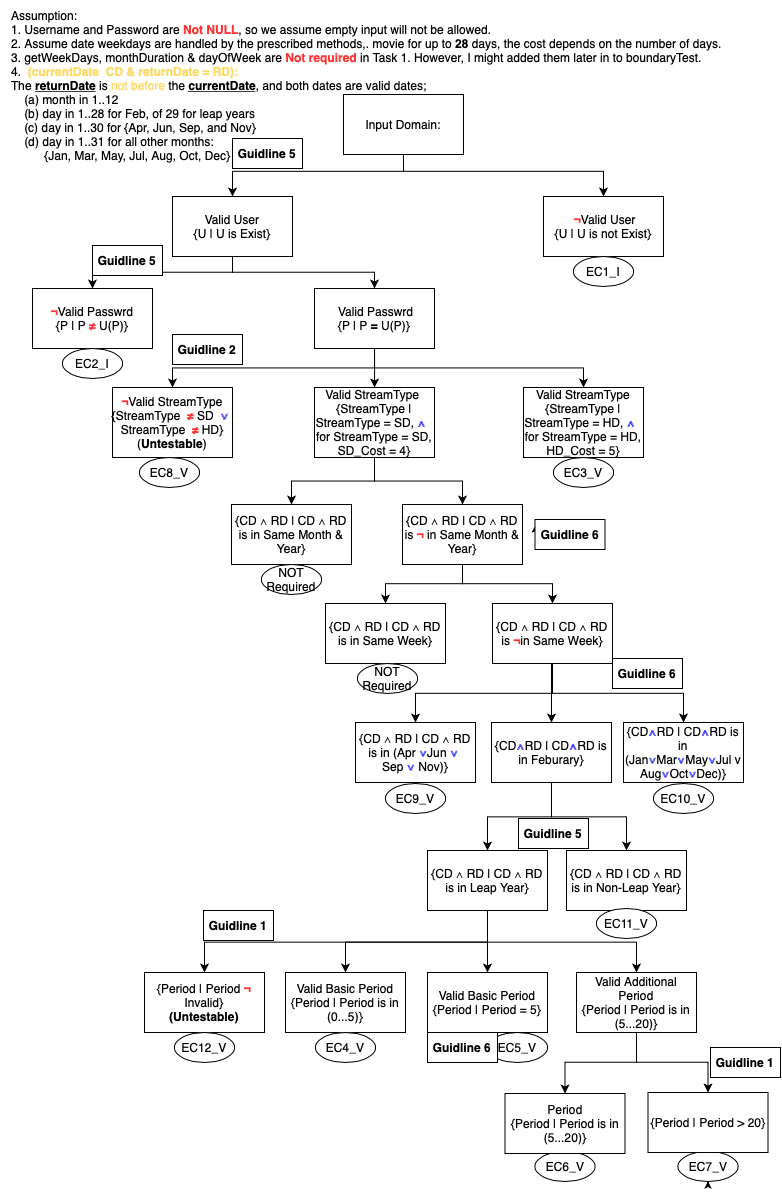 Assumption:
1. Username and Password are Not NULL, so we assume empty input will not be allowed.
2. Assume date weekdays are handled by the prescribed methods,. movie for up to 28 days, the cost depends on the number of days.
3. getWeekDays, monthDuration & dayOfWeek are Not required in Task 1. However, I might added them later in to boundaryTest.
4. (currentDate CD & returnDate = RD):
The returnDate is not before the currentDate, and both dates are valid dates;
(a) month in 1..12
(b) day in 1..28 for Feb, of 29 for leap years
(c) day in 1..30 for {Apr, Jun, Sep, and Nov}
(d) day in 1..31 for all other months:
{Jan, Mar, May, Jul, Aug, Oct, Dec}
Input Domain:
Guidline 5
Valid User
{U I U is Exist}
¬Valid User
{U I U is not Exist}
EC1_I
Guidline 5
¬Valid Passwrd
{P I P ≠ U(P)}
EC2_I
Valid Passwrd
{P I P = U(P)}
Guidline 2
¬Valid StreamType
{StreamType ≠ SD ∨
StreamType ≠ HD}
(Untestable)
EC8_V
Valid StreamType
{StreamType I
StreamType = SD, ∧
for StreamType = SD,
SD_Cost = 4}
Valid StreamType
{StreamType I
StreamType = HD, ∧
for StreamType = HD,
HD_Cost = 5}
EC3_V
{CD ∧ RD I CD ∧ RD
is in Same Month &
Year}
NOT
Required
{CD ∧ RD I CD ∧ RD
is ¬ in Same Month &
Year}
Guidline 6
{CD ∧ RD I CD ∧ RD
is in Same Week}
NOT
Required
{CD ∧ RD I CD ∧ RD
is ¬in Same Week}
Guidline 6
{CD ∧ RD I CD ∧ RD
is in (Apr ∨Jun ∨
Sep ∨ Nov)}
EC9_V
{CD∧RD I CD∧RD is
in Feburary}
{CD∧RD I CD∧RD is
in
(Jan∨Mar∨May∨Jul ∨
Aug∨Oct∨Dec)}
EC10_V
Guidline 5
{CD ∧ RD I CD ∧ RD
is in Leap Year}
{CD ∧ RD I CD ∧ RD
is in Non-Leap Year}
EC11_V
Guidline 1
{Period I Period ¬
Invalid}
(Untestable)
EC12_V
Valid Basic Period
{Period I Period is in
(0...5)}
EC4_V
Valid Basic Period
{Period I Period = 5}
Guidline 6
EC5_V
Valid Additional
Period
{Period I Period is in
(5...20)}
Guidline 1
Period
{Period I Period is in
(5...20)}
EC6_V
{Period I Period > 20}
EC7_V